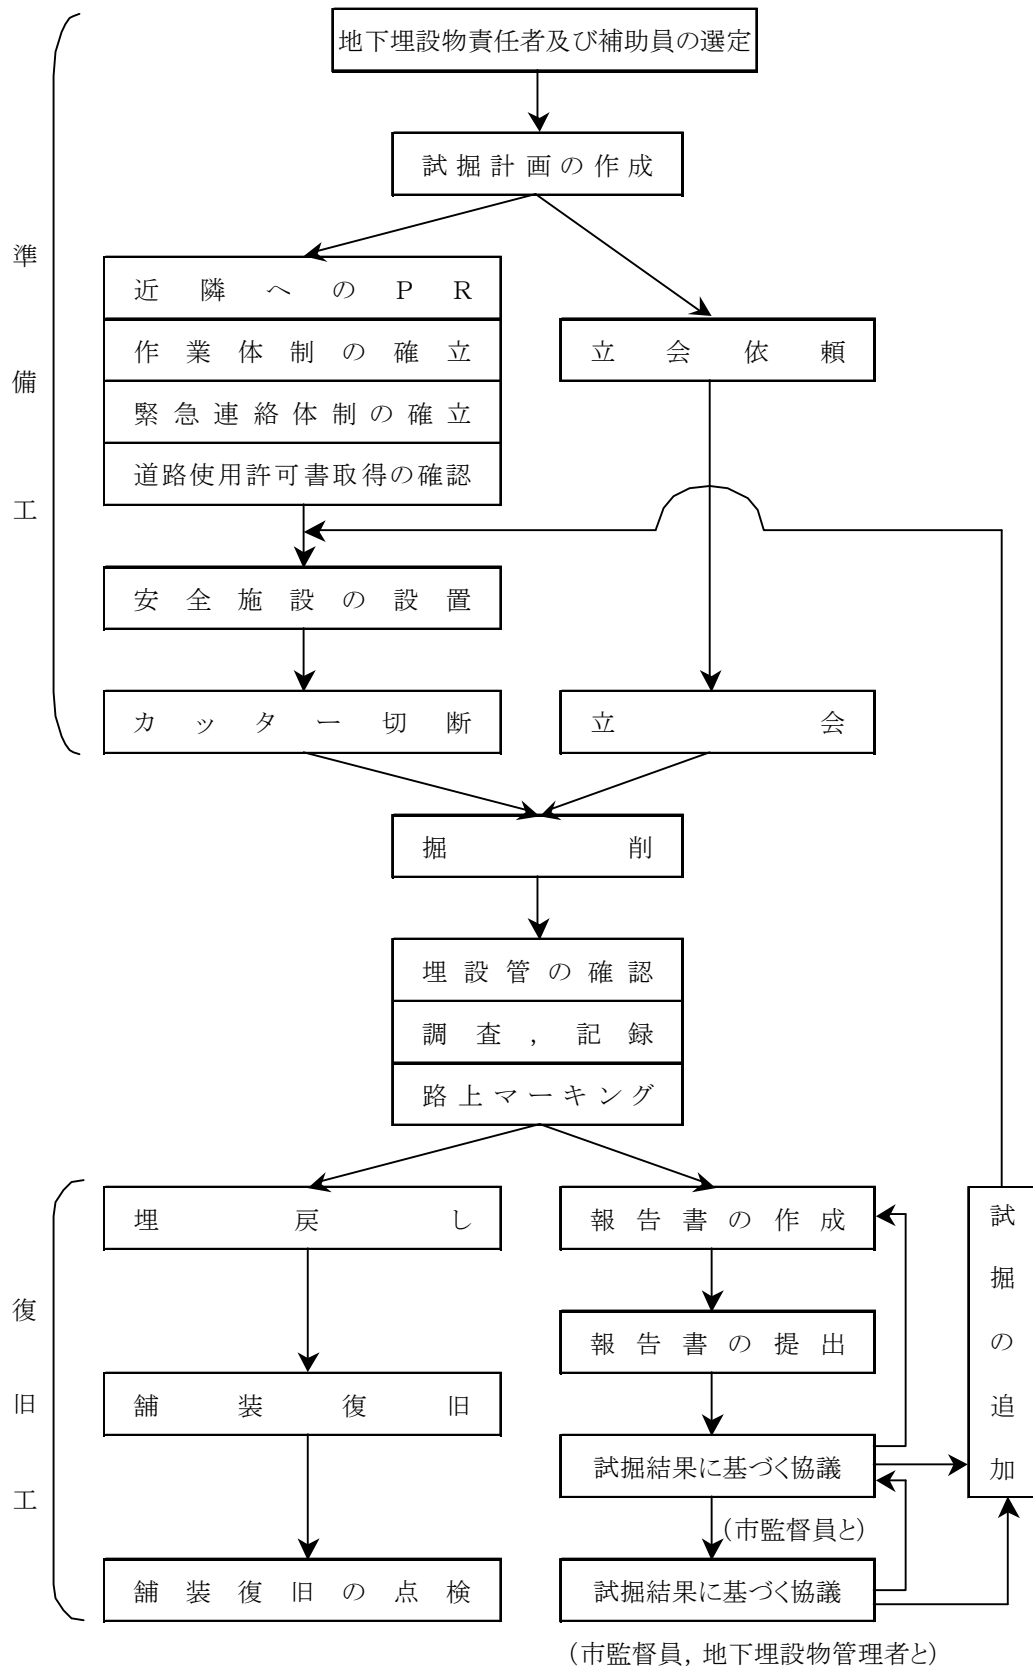 地下埋設物責任者及び補助員の選定
試掘計画の作成
準備工
近隣へのPR
作業体制の確立
立会依頼
緊急連絡体制の確立
道路使用許可書取得の確認
安全施設の設置
カッター切断
立会
掘削
埋設管の確認
調査，記録
路上マーキング
復旧工
埋戻し
報告書の作成
試掘の追加
報告書の提出
舗装復旧
試掘結果に基づく協議
（市監督員と）
舗装復旧の点検
試掘結果に基づく協議
（市監督員，地下埋設物管理者と）